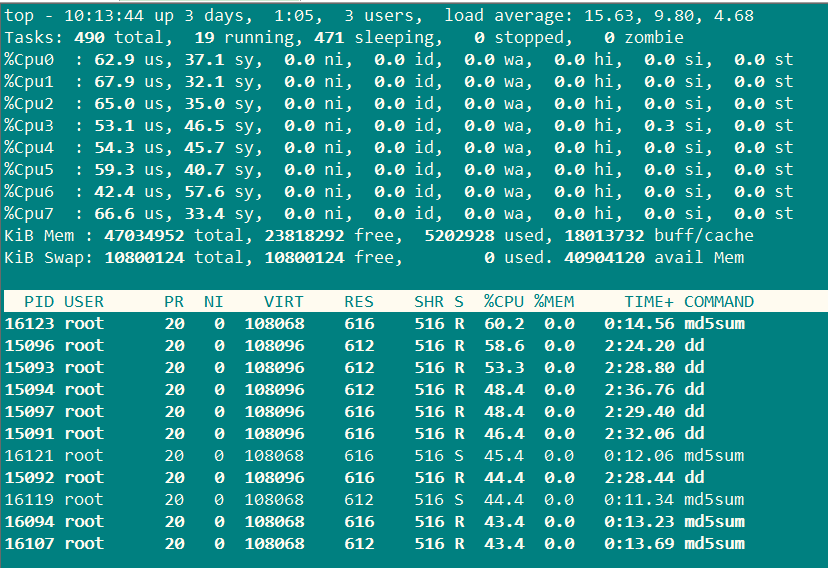 top - 10:13:44 up 3 days,  1:05,  3 users,  load average: 15.63, 9.80, 4.68
Tasks: 490 total,  19 running, 471 sleeping,   0 stopped,   0 zombie
%Cpu0  : 62.9 us, 37.1 sy,  0.0 ni,  0.0 id,  0.0 wa,  0.0 hi,  0.0 si,  0.0 st
%Cpu1  : 67.9 us, 32.1 sy,  0.0 ni,  0.0 id,  0.0 wa,  0.0 hi,  0.0 si,  0.0 st
%Cpu2  : 65.0 us, 35.0 sy,  0.0 ni,  0.0 id,  0.0 wa,  0.0 hi,  0.0 si,  0.0 st
%Cpu3  : 53.1 us, 46.5 sy,  0.0 ni,  0.0 id,  0.0 wa,  0.0 hi,  0.3 si,  0.0 st
%Cpu4  : 54.3 us, 45.7 sy,  0.0 ni,  0.0 id,  0.0 wa,  0.0 hi,  0.0 si,  0.0 st
%Cpu5  : 59.3 us, 40.7 sy,  0.0 ni,  0.0 id,  0.0 wa,  0.0 hi,  0.0 si,  0.0 st
%Cpu6  : 42.4 us, 57.6 sy,  0.0 ni,  0.0 id,  0.0 wa,  0.0 hi,  0.0 si,  0.0 st
%Cpu7  : 66.6 us, 33.4 sy,  0.0 ni,  0.0 id,  0.0 wa,  0.0 hi,  0.0 si,  0.0 st
KiB Mem : 47034952 total, 23818292 free,  5202928 used, 18013732 buff/cache
KiB Swap: 10800124 total, 10800124 free,        0 used. 40904120 avail Mem
  PID USER      PR  NI    VIRT    RES    SHR S  %CPU %MEM     TIME+ COMMAND
16123 root      20   0  108068    616    516 R  60.2  0.0   0:14.56 md5sum
15096 root      20   0  108096    612    516 R  58.6  0.0   2:24.20 dd
15093 root      20   0  108096    612    516 R  53.3  0.0   2:28.80 dd
15094 root      20   0  108096    612    516 R  48.4  0.0   2:36.76 dd
15097 root      20   0  108096    616    516 R  48.4  0.0   2:29.40 dd
15091 root      20   0  108096    612    516 R  46.4  0.0   2:32.06 dd
16121 root      20   0  108068    616    516 S  45.4  0.0   0:12.06 md5sum
15092 root      20   0  108096    616    516 R  44.4  0.0   2:28.44 dd
16119 root      20   0  108068    612    516 S  44.4  0.0   0:11.34 md5sum
16094 root      20   0  108068    616    516 R  43.4  0.0   0:13.23 md5sum
16107 root      20   0  108068    612    516 R  43.4  0.0   0:13.69 md5sum